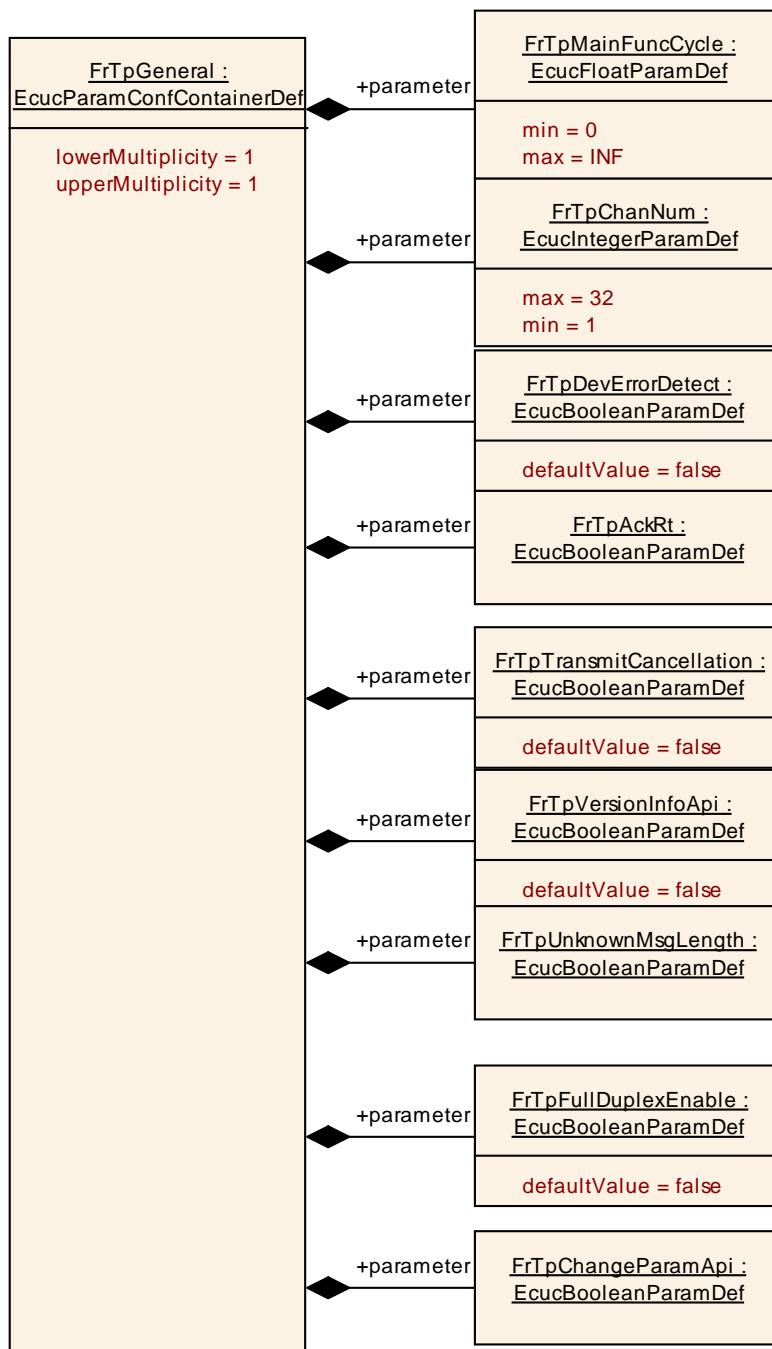 FrTpGeneral :
EcucParamConfContainerDef
lowerMultiplicity = 1
upperMultiplicity = 1
+parameter
FrTpMainFuncCycle :
EcucFloatParamDef
min = 0
max = INF
+parameter
FrTpChanNum :
EcucIntegerParamDef
max = 32
min = 1
+parameter
FrTpDevErrorDetect :
EcucBooleanParamDef
defaultValue = false
+parameter
FrTpAckRt :
EcucBooleanParamDef
+parameter
FrTpTransmitCancellation :
EcucBooleanParamDef
defaultValue = false
+parameter
FrTpVersionInfoApi :
EcucBooleanParamDef
defaultValue = false
+parameter
FrTpUnknownMsgLength :
EcucBooleanParamDef
+parameter
FrTpFullDuplexEnable :
EcucBooleanParamDef
defaultValue = false
+parameter
FrTpChangeParamApi :
EcucBooleanParamDef